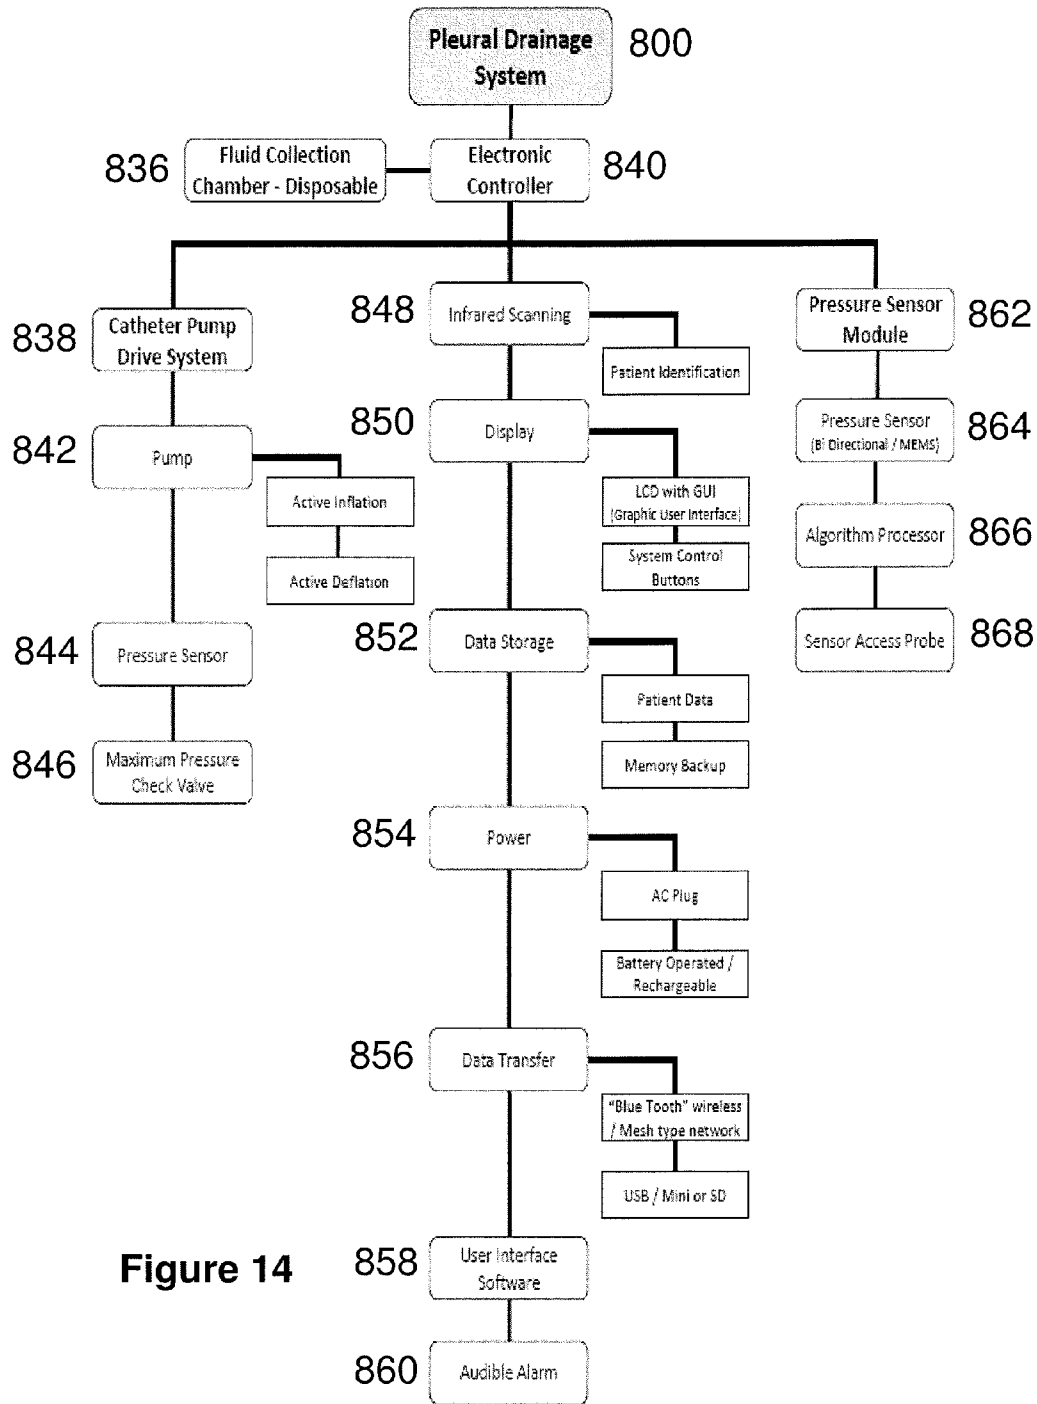 Pleural Drainage
System
800
836
Fluid Collection
Chamber - Disposable
Electronic
Controller
840
838
Catheter Pump
Drive System
842
Pump
Active Inflation
Active Deflation
844
Pressure Sensor
846
Maximum Pressure
Check Valve
848
Infrared Scanning
Patient Identification
850
Display
LCD with GUI
(Graphic User Interface)
System Control
Buttons
852
Data Storage
Patient Data
Memory Backup
854
Power
AC Plug
Battery Operated /
Rechargeable
856
Data Transfer
"Blue Tooth" wireless
/ Mesh type network
USB / Mini or SD
858
User Interface
Software
860
Audible Alarm
Pressure Sensor
Module
862
Pressure Sensor
(Bi Directional / MEMS)
864
Algorithm Processor
866
Sensor Access Probe
868
Figure 14